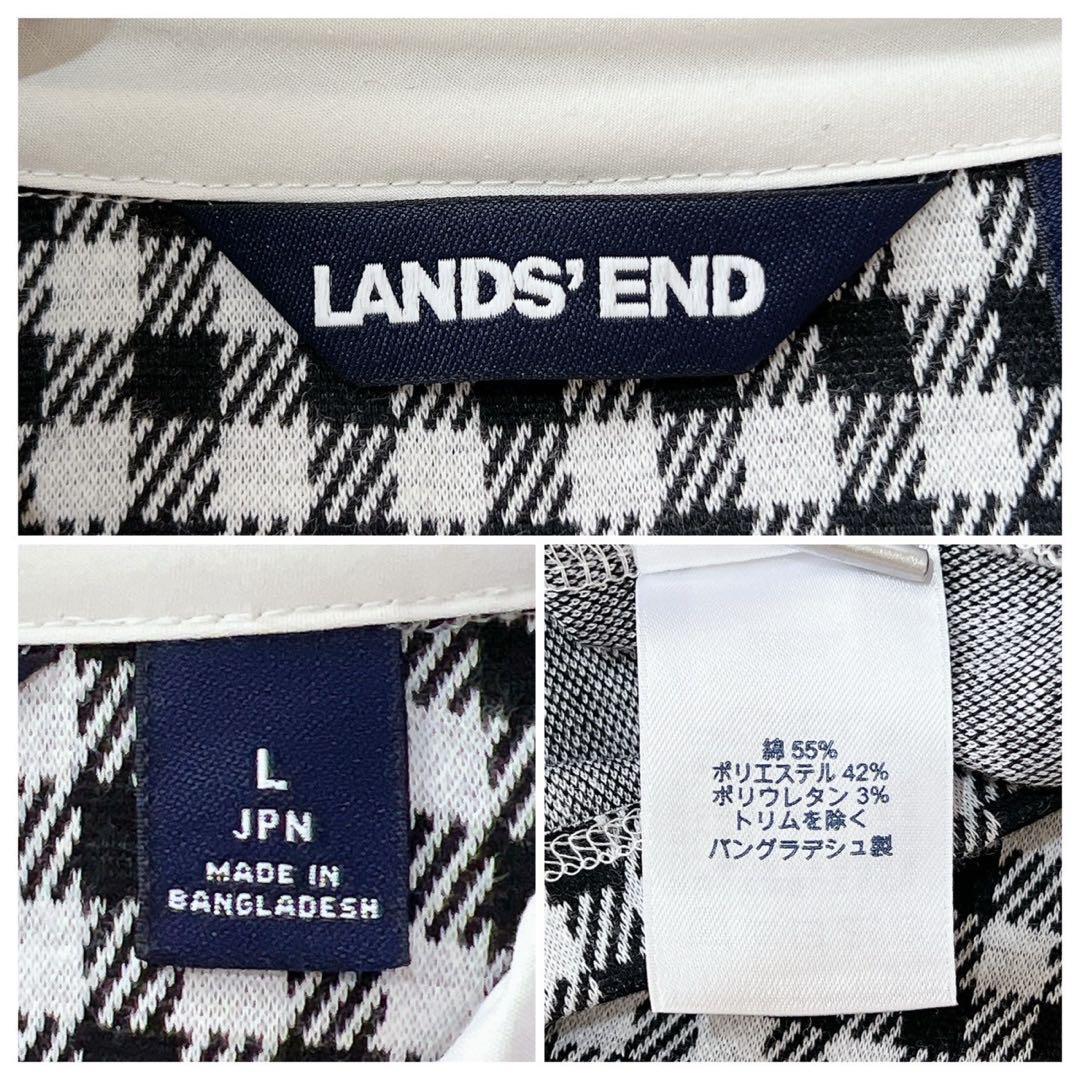 LANDS' END
L
JPN
MADE IN
BANGLADESH
綿 55%
ポリエステル 42%
ポリウレタン 3%
トリムを除く
バングラデシュ製